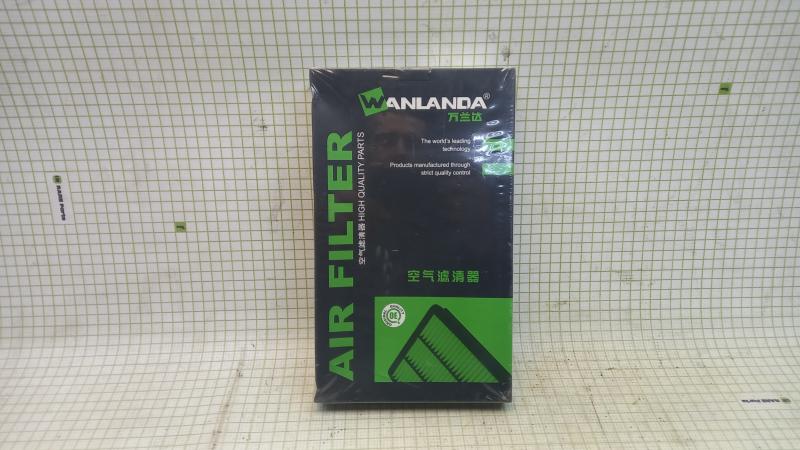 WANLANDA®
万兰达
The world's leading
technology
Products manufactured through
strict quality control
AIR FILTER
空气滤清器 HIGH QUALITY PARTS
空气滤清器
OE